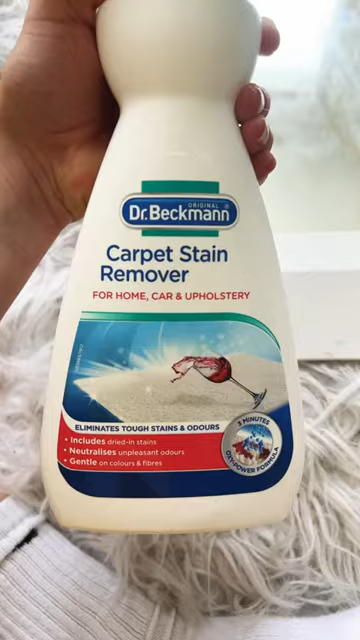 ORIGINAL
Dr.Beckmann®
Carpet Stain
Remover
FOR HOME, CAR & UPHOLSTERY
ELIMINATES TOUGH STAINS & ODOURS
• Includes dried-in stains
• Neutralises unpleasant odours
• Gentle on colours & fibres
3 MINUTES
OXY-POWER FORMULA